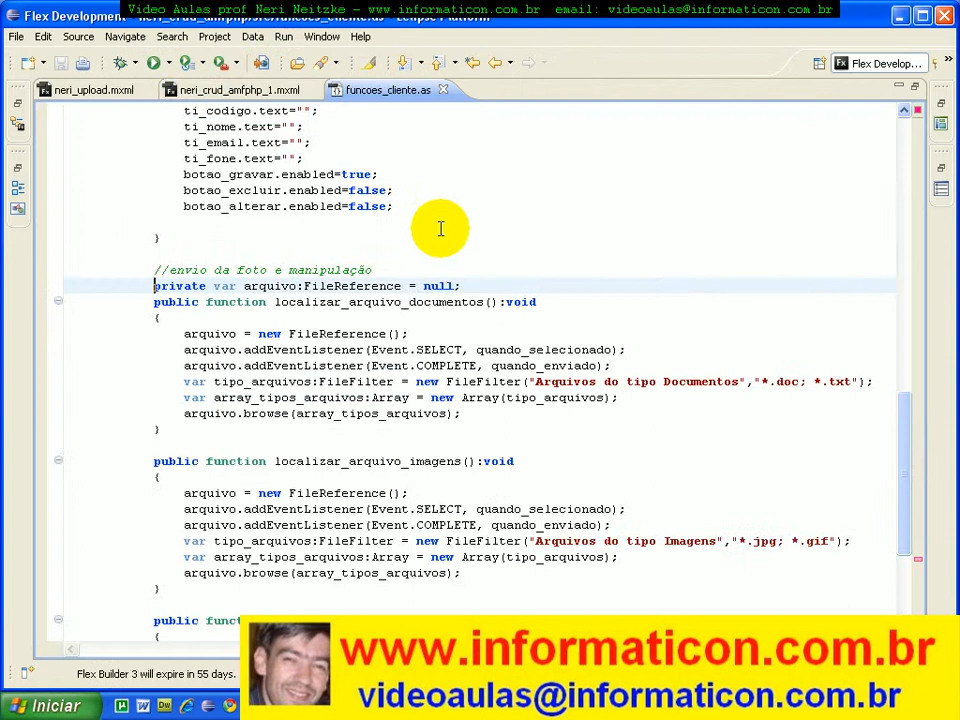 Video Aulas prof Neri Neitzke - www.informaticon.com.br  email: videoaulas@informaticon.com.br
File Edit Source Navigate Search Project Data Run Window Help
Flex Develop...
neri_upload.mxml neri_crud_amfphp_1.mxml funcoes_cliente.as
ti_codigo.text="";
ti_nome.text="";
ti_email.text="";
ti_fone.text="";
botao_gravar.enabled=true;
botao_excluir.enabled=false;
botao_alterar.enabled=false;
}
//envio da foto e manipulação
private var arquivo:FileReference = null;
public function localizar_arquivo_documentos():void
{
arquivo = new FileReference();
arquivo.addEventListener(Event.SELECT, quando_selecionado);
arquivo.addEventListener(Event.COMPLETE, quando_enviado);
var tipo_arquivos:FileFilter = new FileFilter("Arquivos do tipo Documentos","*.doc; *.txt");
var array_tipos_arquivos:Array = new Array(tipo_arquivos);
arquivo.browse(array_tipos_arquivos);
}
public function localizar_arquivo_imagens():void
{
arquivo = new FileReference();
arquivo.addEventListener(Event.SELECT, quando_selecionado);
arquivo.addEventListener(Event.COMPLETE, quando_enviado);
var tipo_arquivos:FileFilter = new FileFilter("Arquivos do tipo Imagens","*.jpg; *.gif");
var array_tipos_arquivos:Array = new Array(tipo_arquivos);
arquivo.browse(array_tipos_arquivos);
}
public
{
www.informaticon.com.br
videoaulas@informaticon.com.br
Flex Builder 3 will expire in 55 days.
Iniciar